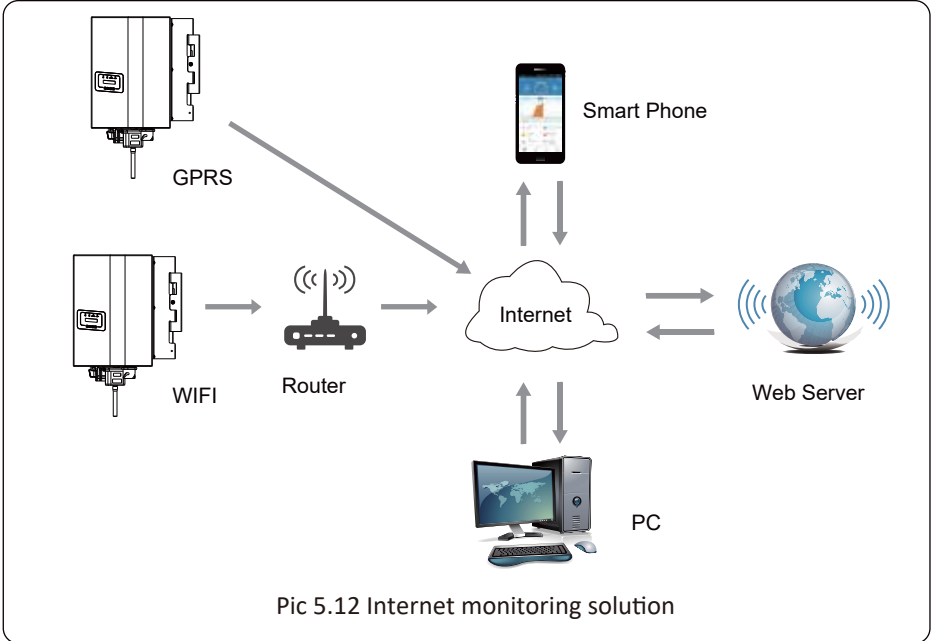 Smart Phone
GPRS
Internet
WIFI
Router
Web Server
PC
Pic 5.12 Internet monitoring solution